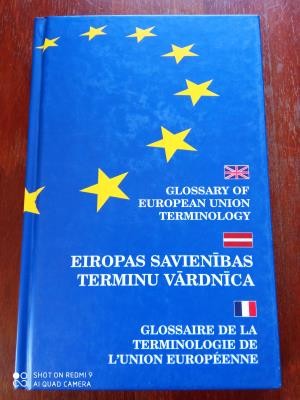 GLOSSARY OF
EUROPEAN UNION
TERMINOLOGY
EIROPAS SAVIENĪBAS
TERMINU VĀRDNĪCA
GLOSSAIRE DE LA
TERMINOLOGIE DE
L'UNION EUROPÉENNE
SHOT ON REDMI 9
AI QUAD CAMERA